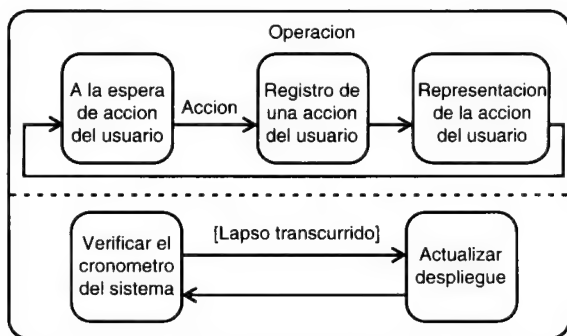 Operacion
A la espera
de accion
del usuario
Accion
Registro de
una accion
del usuario
Representacion
de la accion
del usuario
Verificar el
cronometro
del sistema
[Lapso transcurrido]
Actualizar
despliegue